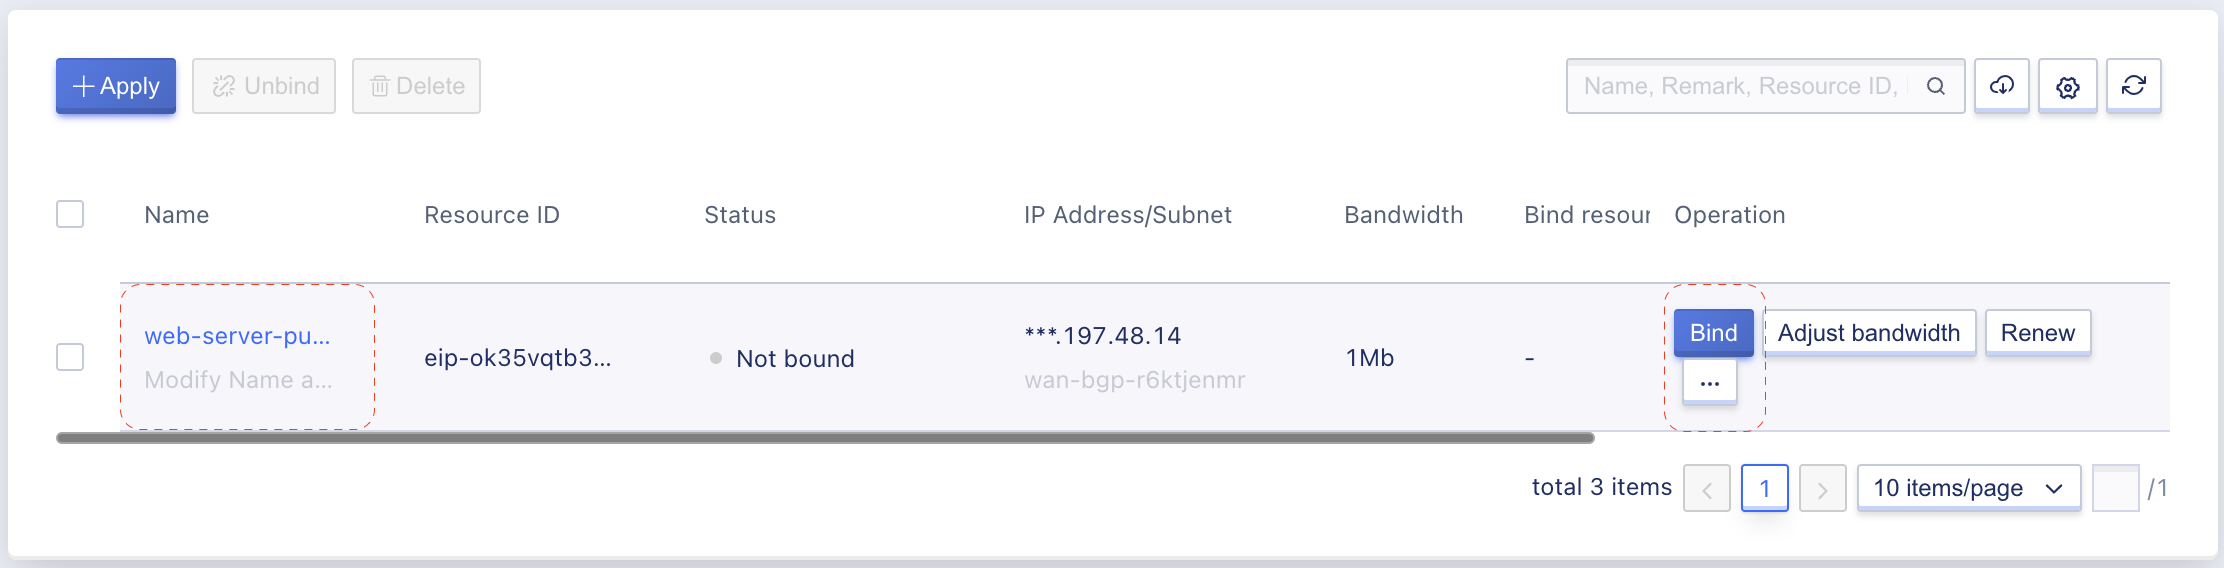 Apply Unbind Delete Name, Remark, Resource ID,
Name Resource ID Status IP Address/Subnet Bandwidth Bind resour Operation
web-server-pu... ***.197.48.14 Bind Adjust bandwidth Renew
eip-ok35vqtb3... Not bound 1Mb -
Modify Name a... wan-bgp-r6ktjenmr ...
total 3 items 1 10 items/page /1